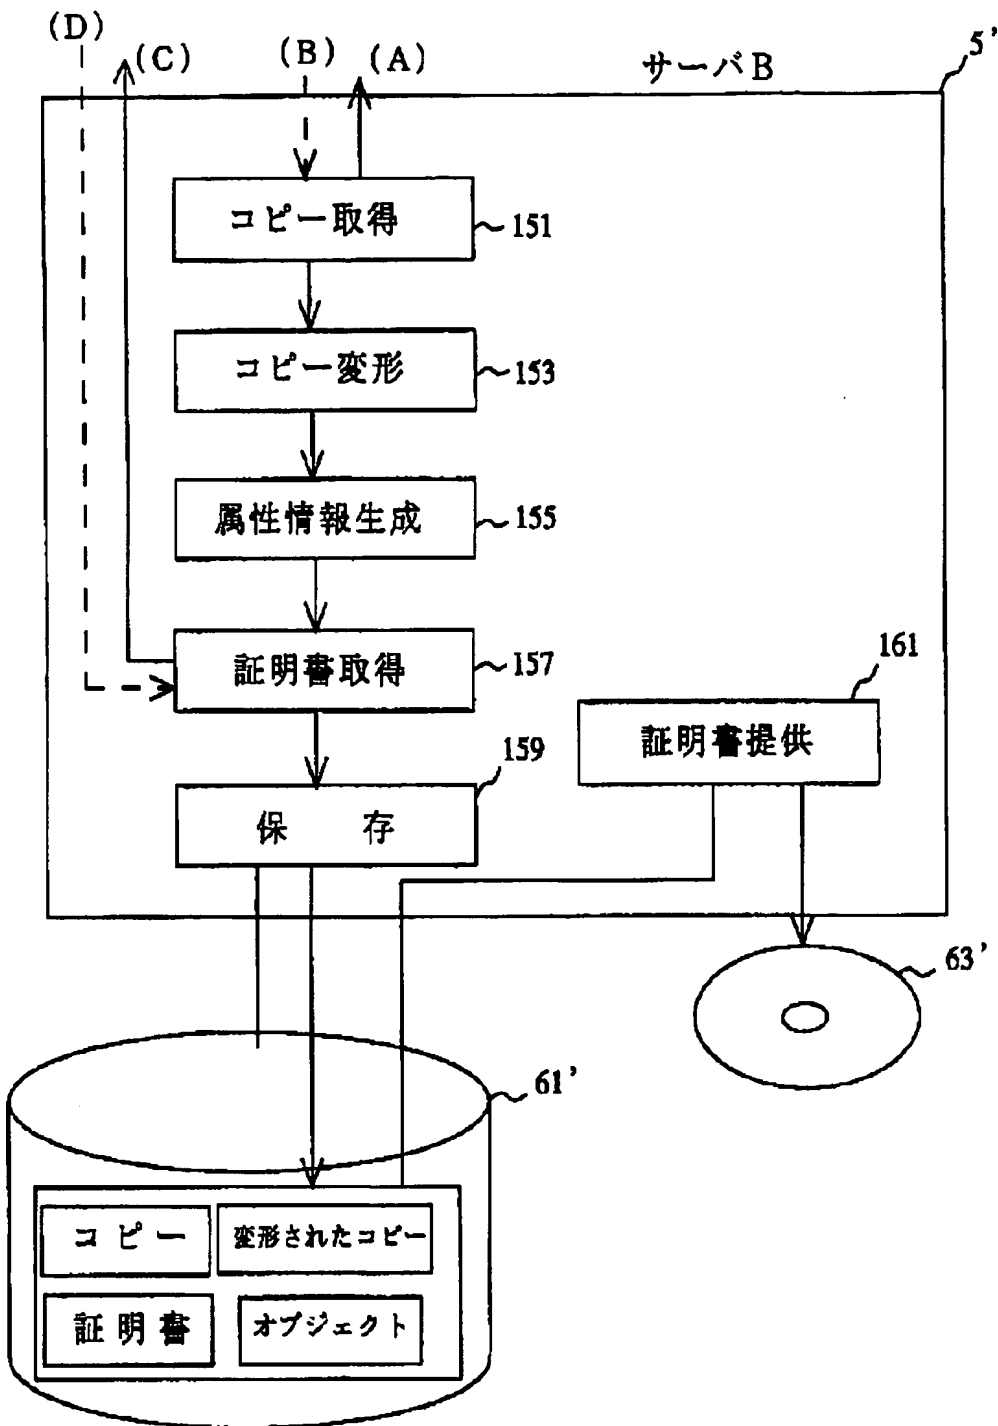 (D)
(C)
(B)
(A)
サーバB
5'
コピー取得
151
コピー変形
153
属性情報生成
155
証明書取得
157
161
証明書提供
159
保 存
63'
61'
コピー
変形されたコピー
証明書
オブジェクト